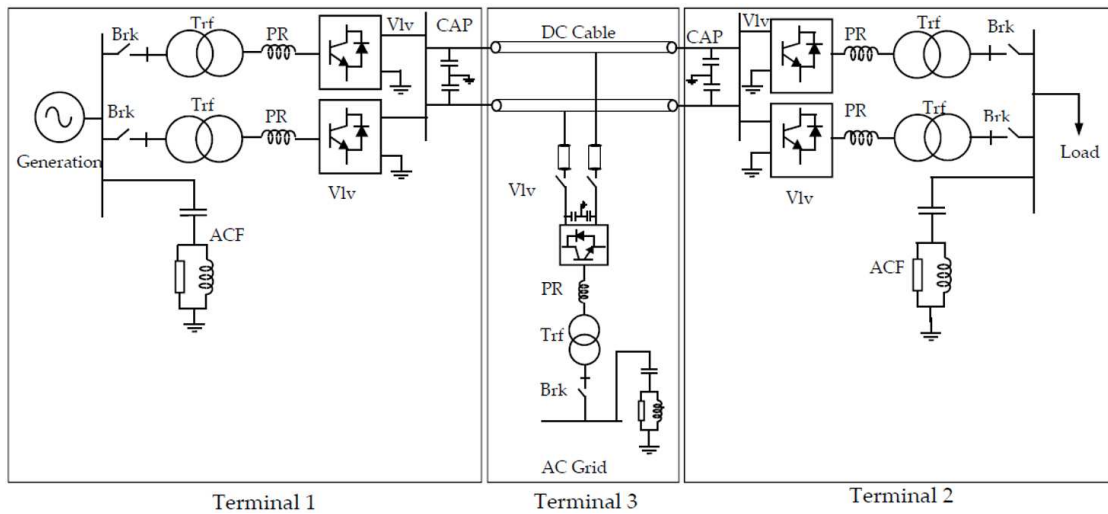 Brk
Trf
PR
Vlv
CAP
Generation
Brk
Trf
PR
Vlv
ACF
Terminal 1
DC Cable
Vlv
PR
Trf
Brk
AC Grid
Terminal 3
CAP
Vlv
PR
Trf
Brk
PR
Trf
Brk
Vlv
Load
ACF
Terminal 2